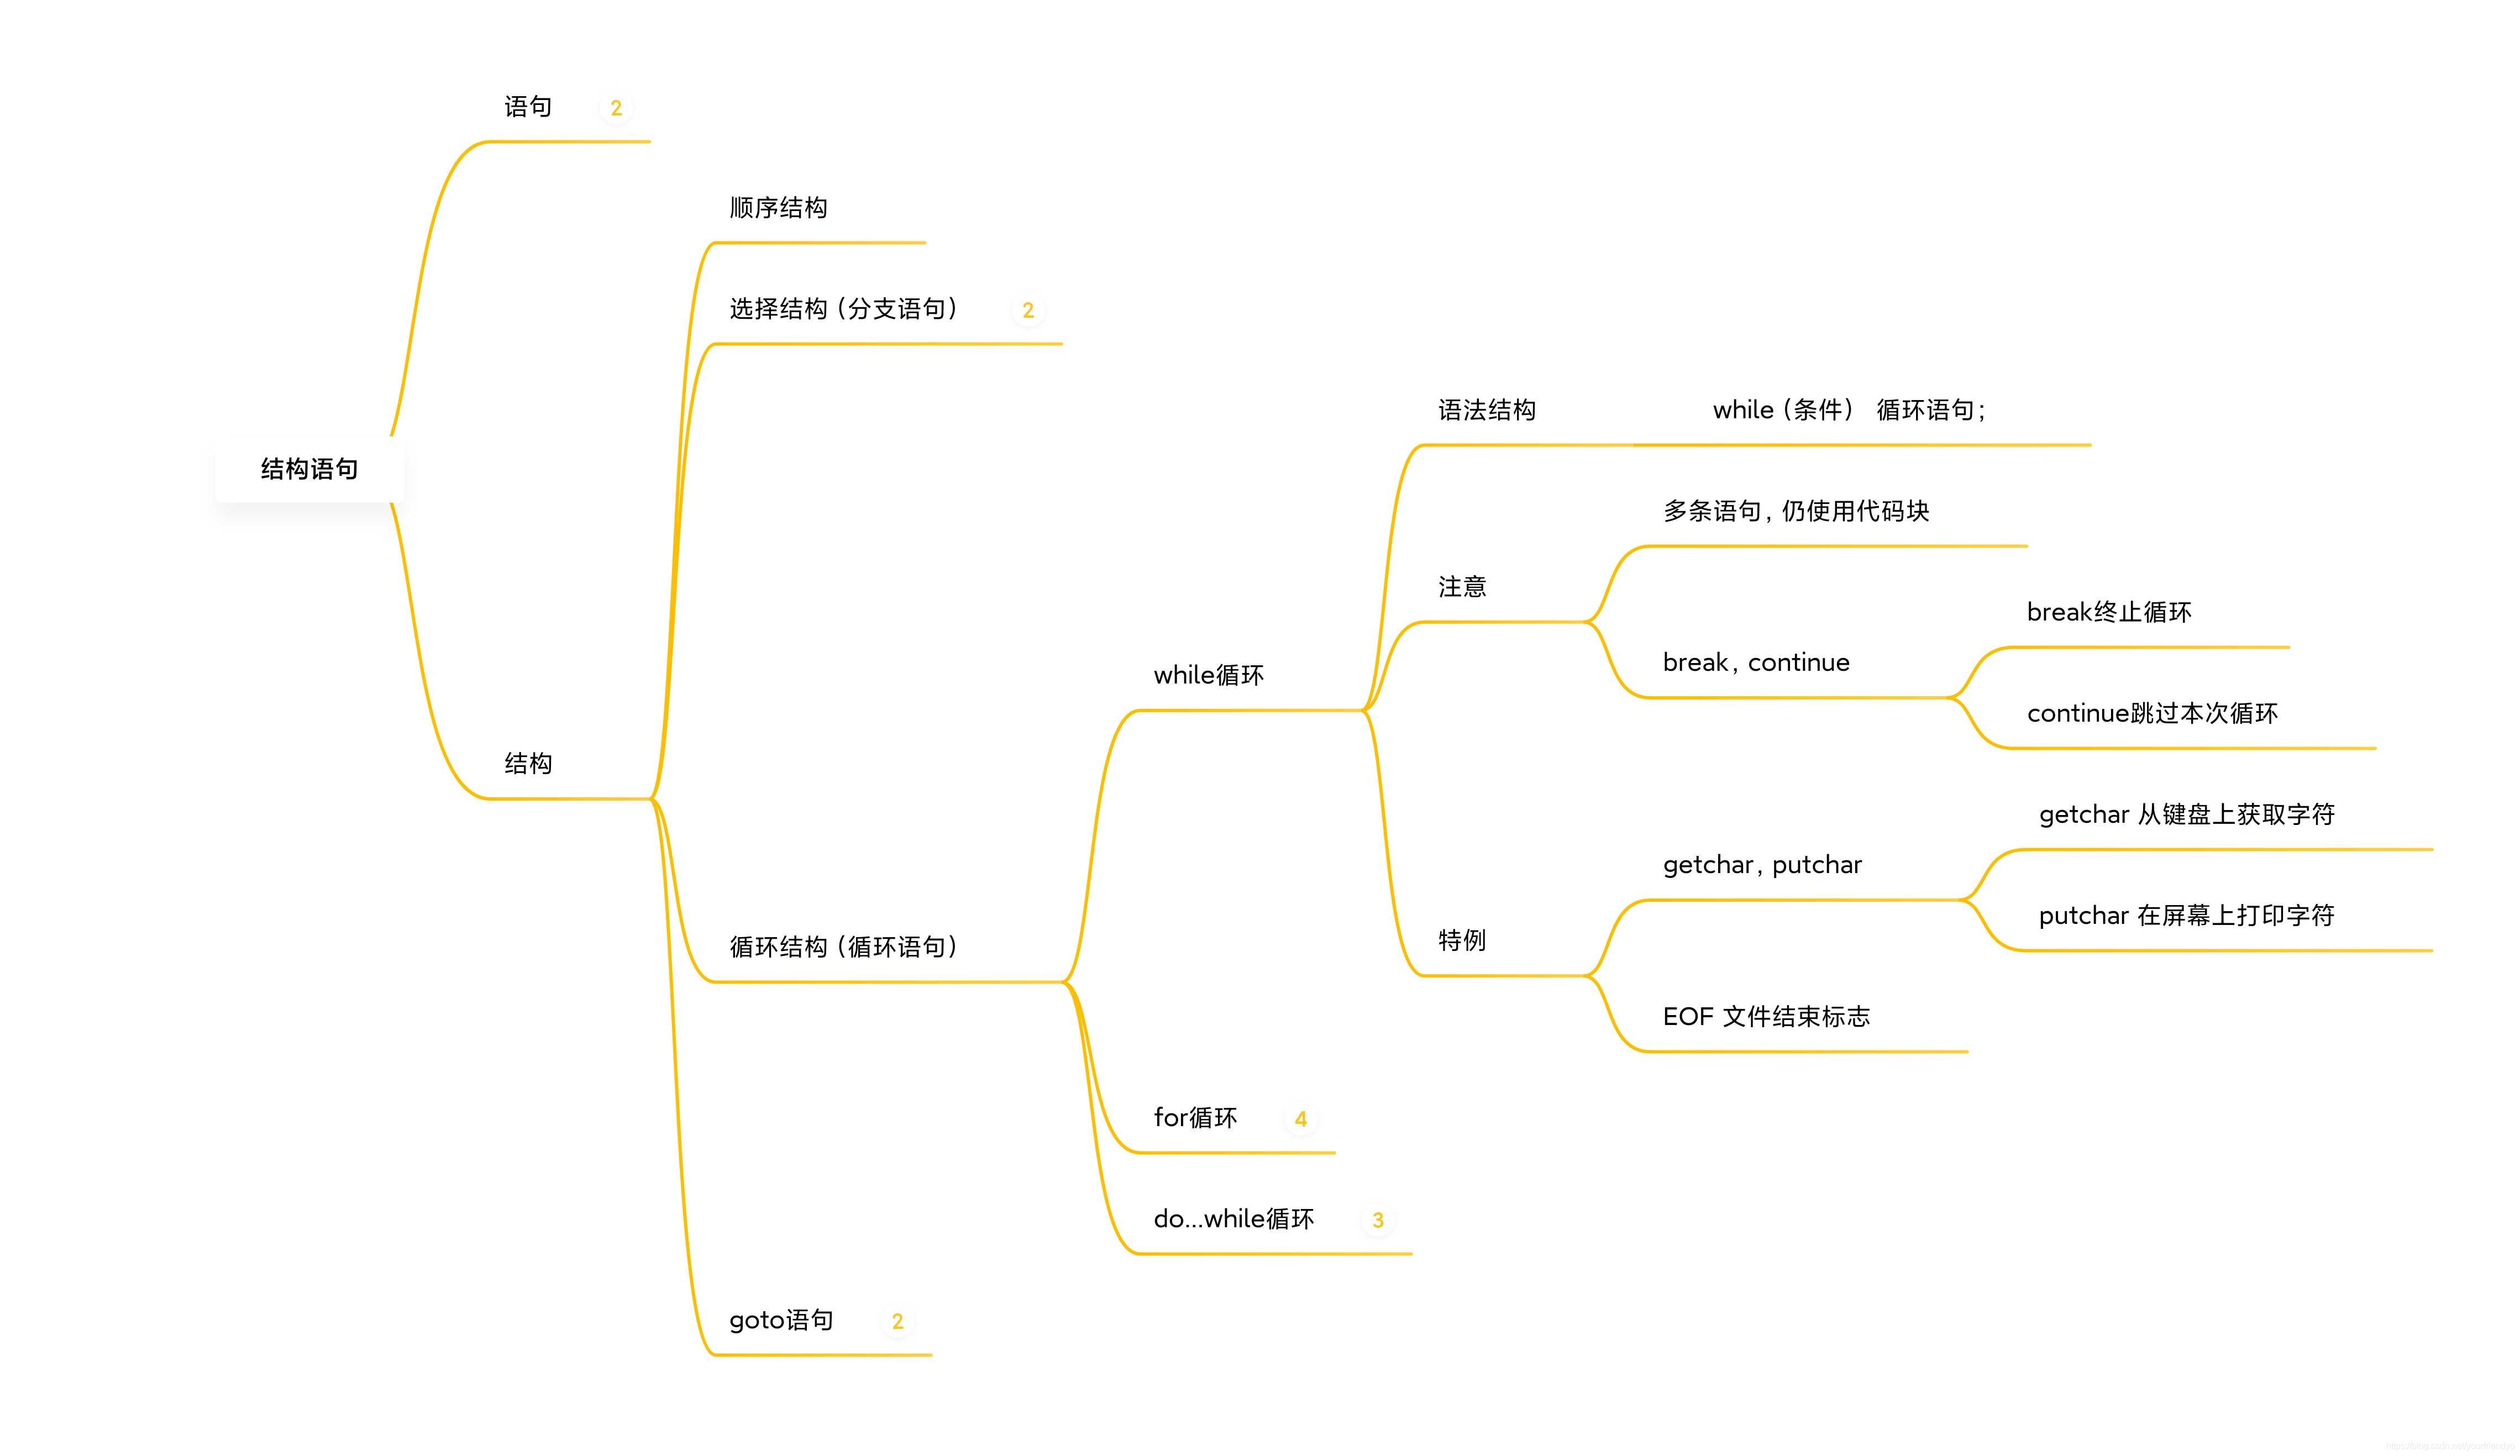 语句 2
顺序结构
选择结构（分支语句） 2
结构语句
结构
循环结构（循环语句）
while循环
语法结构
while（条件） 循环语句；
注意
多条语句，仍使用代码块
break，continue
break终止循环
continue跳过本次循环
特例
getchar，putchar
getchar 从键盘上获取字符
putchar 在屏幕上打印字符
EOF 文件结束标志
for循环 4
do...while循环 3
goto语句 2